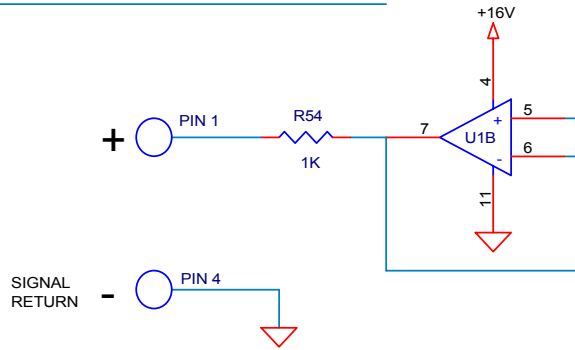 +16V
4
R54
PIN 1
+
7
+
5
U1B
1K
-
6
11
SIGNAL
RETURN
-
PIN 4